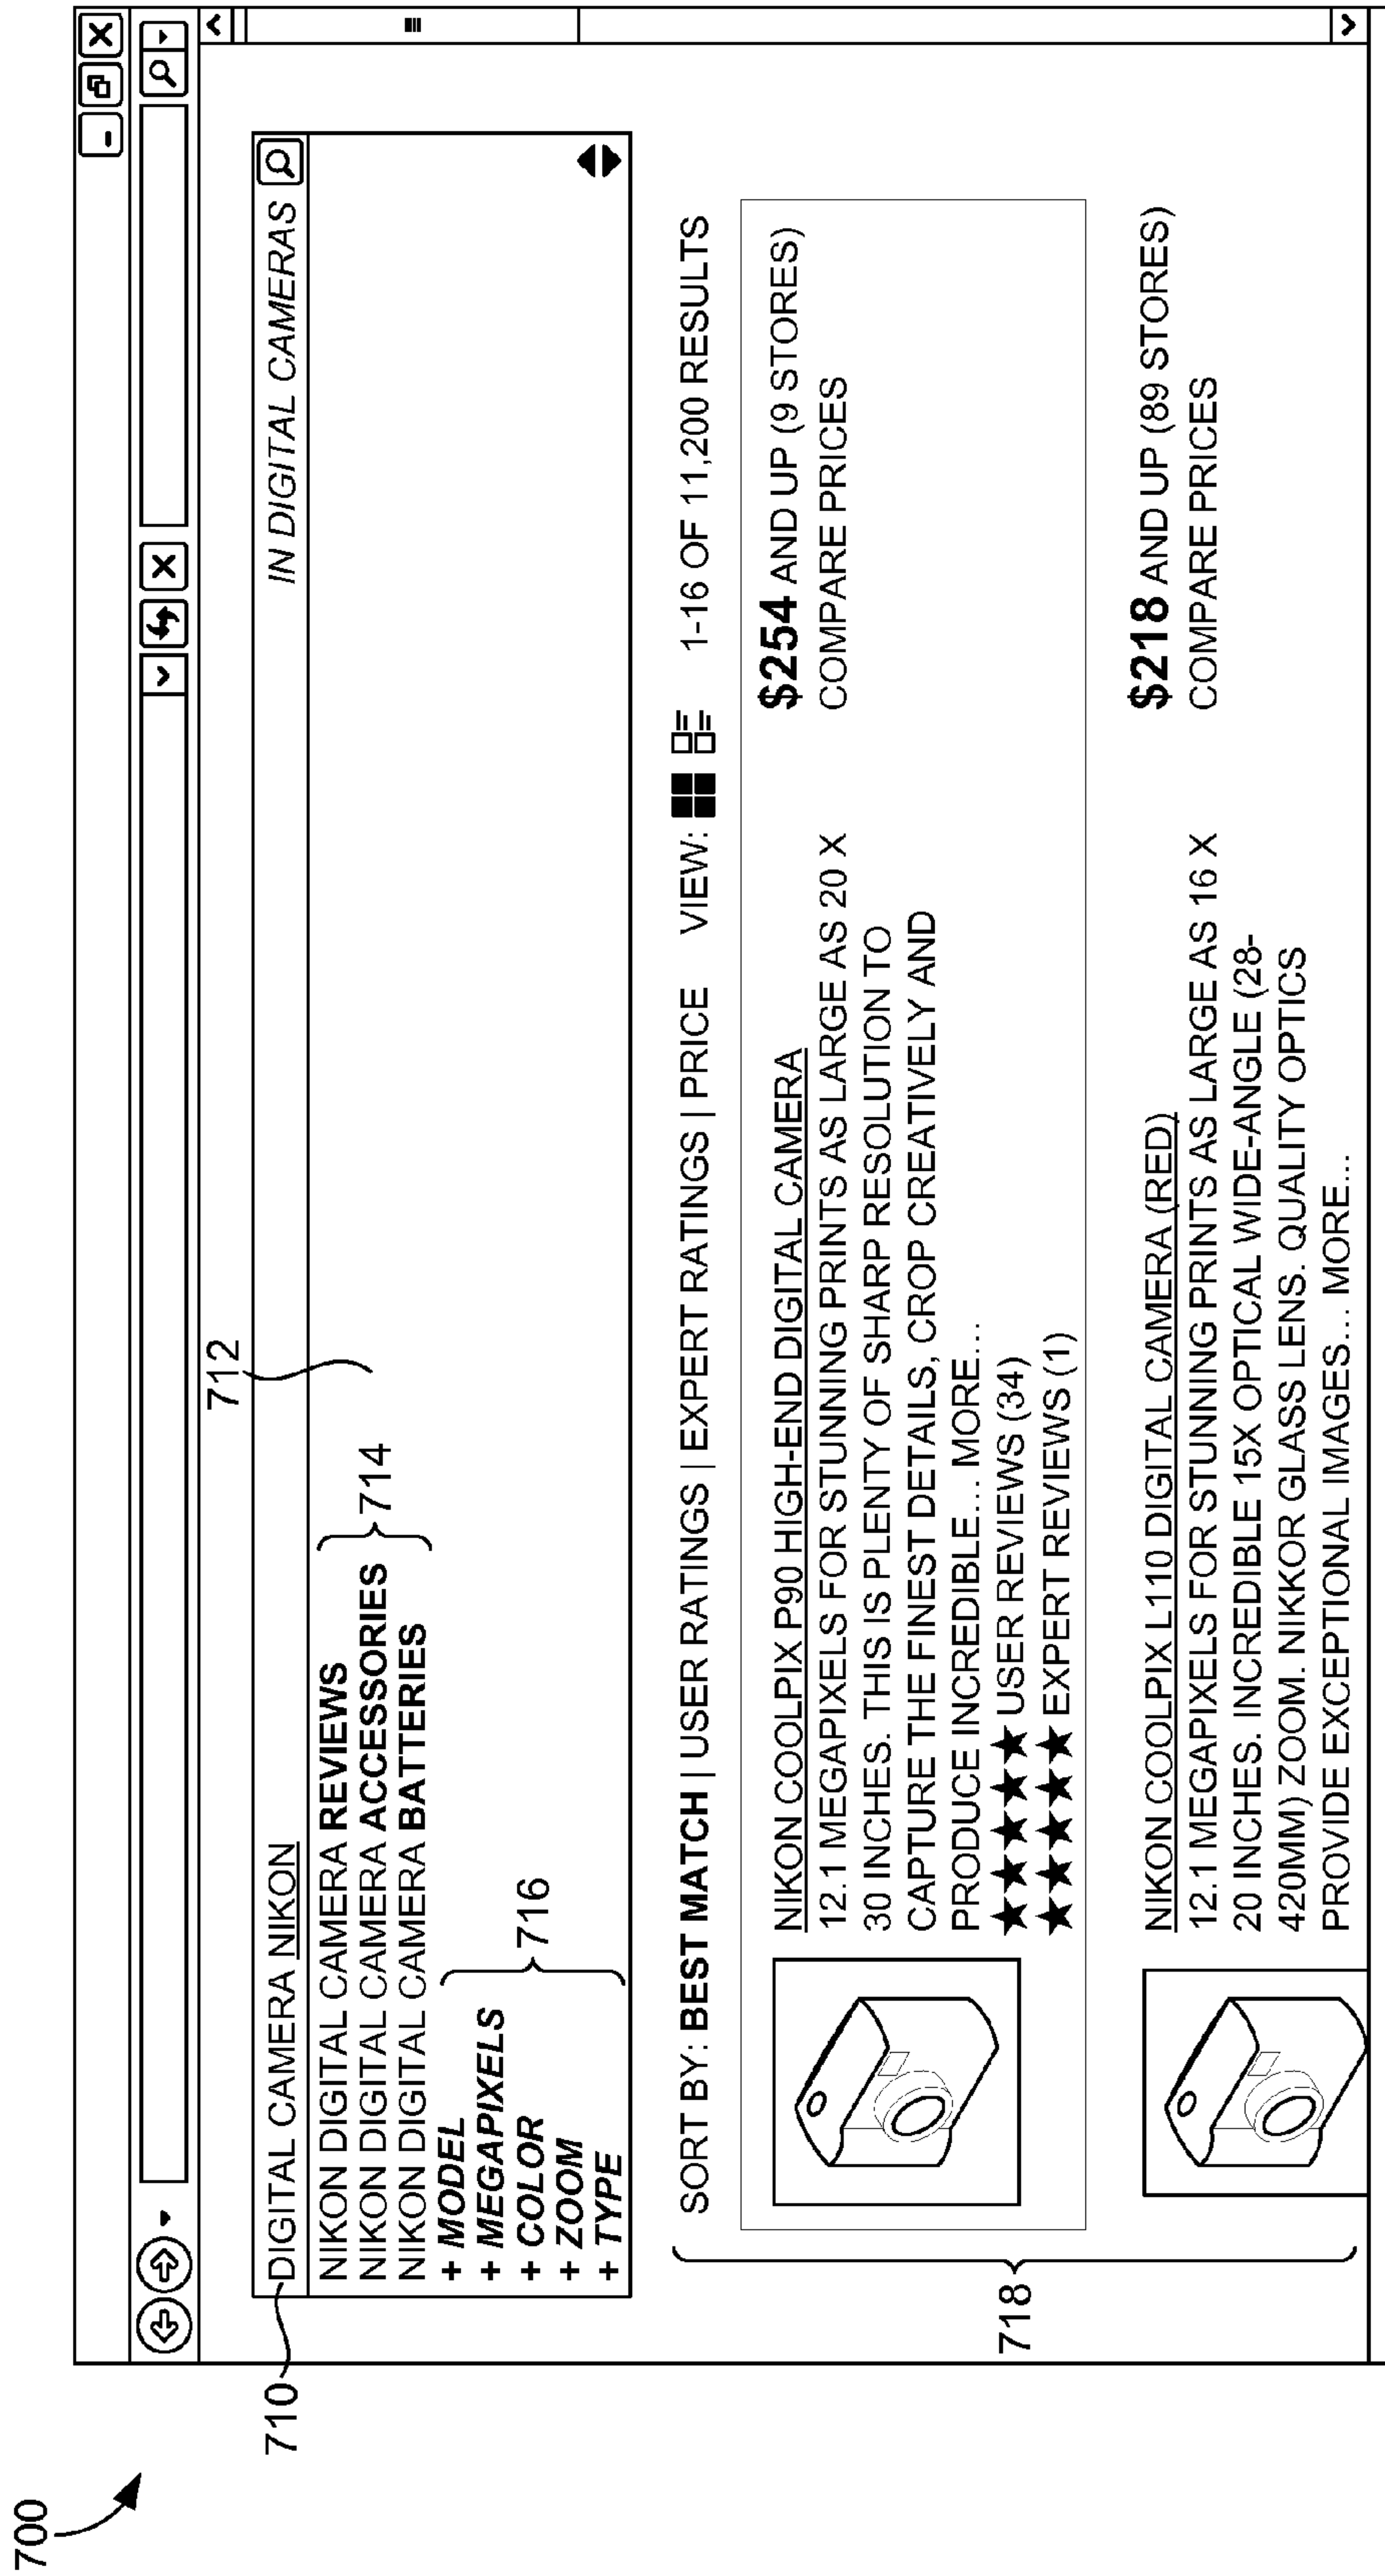 700
712
710
DIGITAL CAMERA NIKON IN DIGITAL CAMERAS
NIKON DIGITAL CAMERA REVIEWS
NIKON DIGITAL CAMERA ACCESSORIES
NIKON DIGITAL CAMERA BATTERIES
714
+ MODEL
+ MEGAPIXELS
+ COLOR
+ ZOOM
+ TYPE
716
SORT BY: BEST MATCH | USER RATINGS | EXPERT RATINGS | PRICE VIEW: 1-16 OF 11,200 RESULTS
718
NIKON COOLPIX P90 HIGH-END DIGITAL CAMERA
12.1 MEGAPIXELS FOR STUNNING PRINTS AS LARGE AS 20 X
30 INCHES. THIS IS PLENTY OF SHARP RESOLUTION TO
CAPTURE THE FINEST DETAILS, CROP CREATIVELY AND
PRODUCE INCREDIBLE... MORE...
★★★★★ USER REVIEWS (34)
★★★★★ EXPERT REVIEWS (1)
$254 AND UP (9 STORES)
COMPARE PRICES
NIKON COOLPIX L110 DIGITAL CAMERA (RED)
12.1 MEGAPIXELS FOR STUNNING PRINTS AS LARGE AS 16 X
20 INCHES. INCREDIBLE 15X OPTICAL WIDE-ANGLE (28-
420MM) ZOOM. NIKKOR GLASS LENS. QUALITY OPTICS
PROVIDE EXCEPTIONAL IMAGES... MORE...
$218 AND UP (89 STORES)
COMPARE PRICES